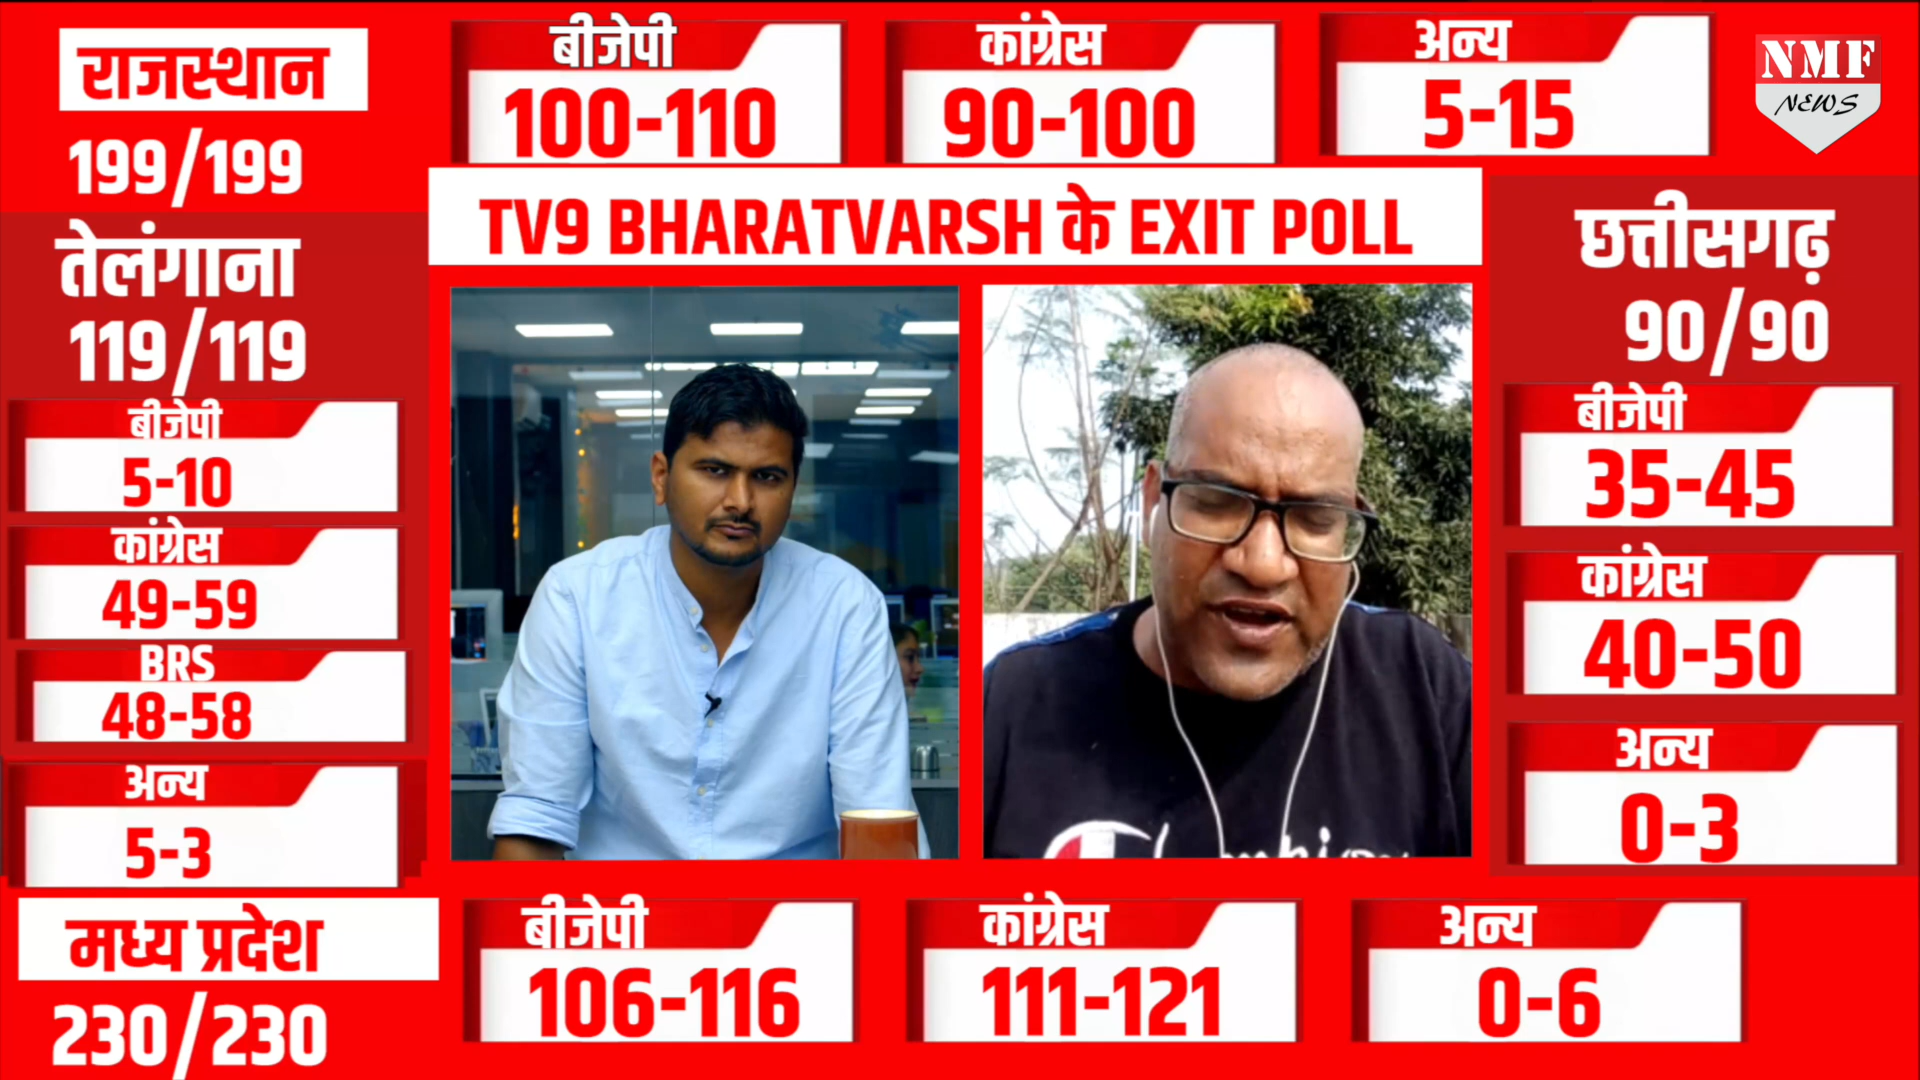 राजस्थान
199/199
बीजेपी
100-110
कांग्रेस
90-100
अन्य
5-15
NMF
NEWS
TV9 BHARATVARSH के EXIT POLL
तेलंगाना
119/119
बीजेपी
5-10
कांग्रेस
49-59
BRS
48-58
अन्य
5-3
छत्तीसगढ़
90/90
बीजेपी
35-45
कांग्रेस
40-50
अन्य
0-3
मध्य प्रदेश
230/230
बीजेपी
106-116
कांग्रेस
111-121
अन्य
0-6